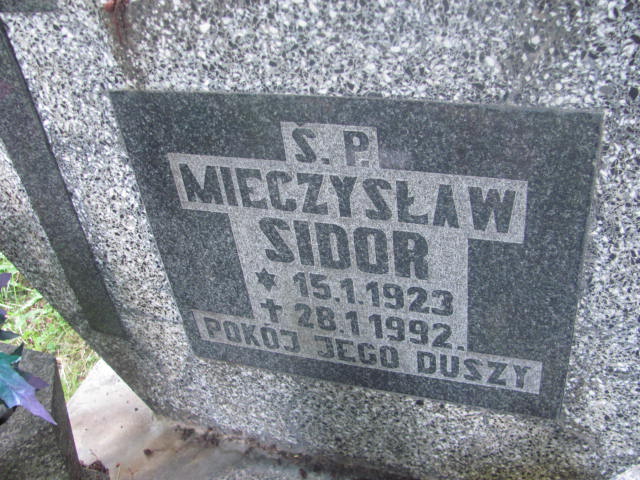 Ś. P.
MIECZYSŁAW
SIDOR
* 15.1.1923
✝ 28.1 1992.
POKÓJ JEGO DUSZY